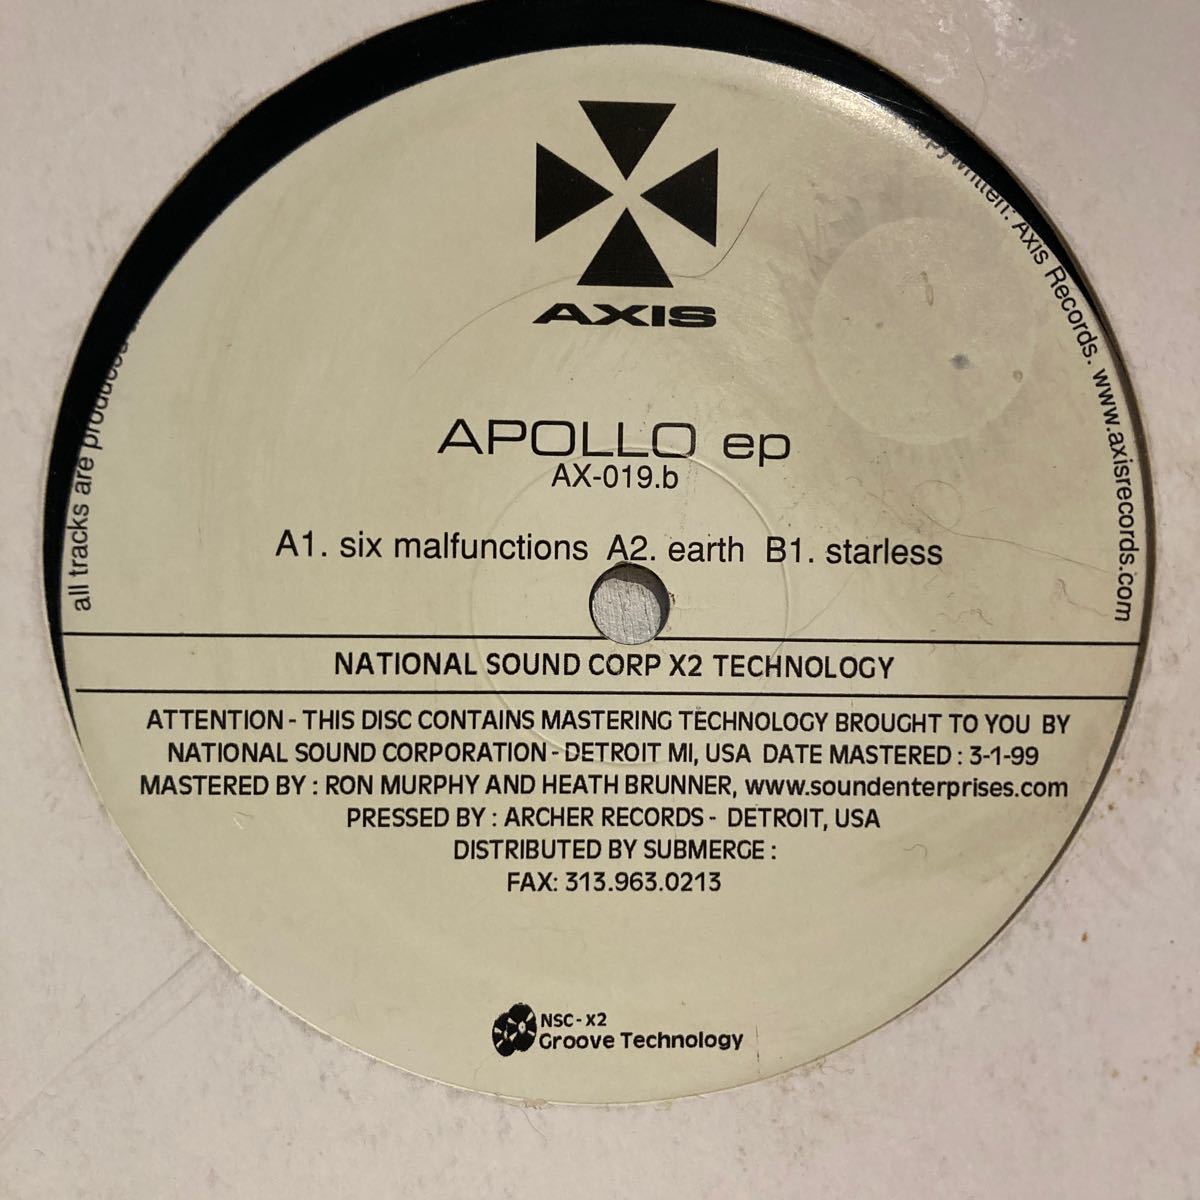 AXIS
APOLLO ep
AX-019.b
A1. six malfunctions A2. earth B1. starless
NATIONAL SOUND CORP X2 TECHNOLOGY
ATTENTION - THIS DISC CONTAINS MASTERING TECHNOLOGY BROUGHT TO YOU BY
NATIONAL SOUND CORPORATION - DETROIT MI, USA DATE MASTERED : 3-1-99
MASTERED BY : RON MURPHY AND HEATH BRUNNER, www.soundenterprises.com
PRESSED BY : ARCHER RECORDS - DETROIT, USA
DISTRIBUTED BY SUBMERGE :
FAX: 313.963.0213
NSC - X2
Groove Technology
all tracks are
Axis Records. www.axisrecords.com